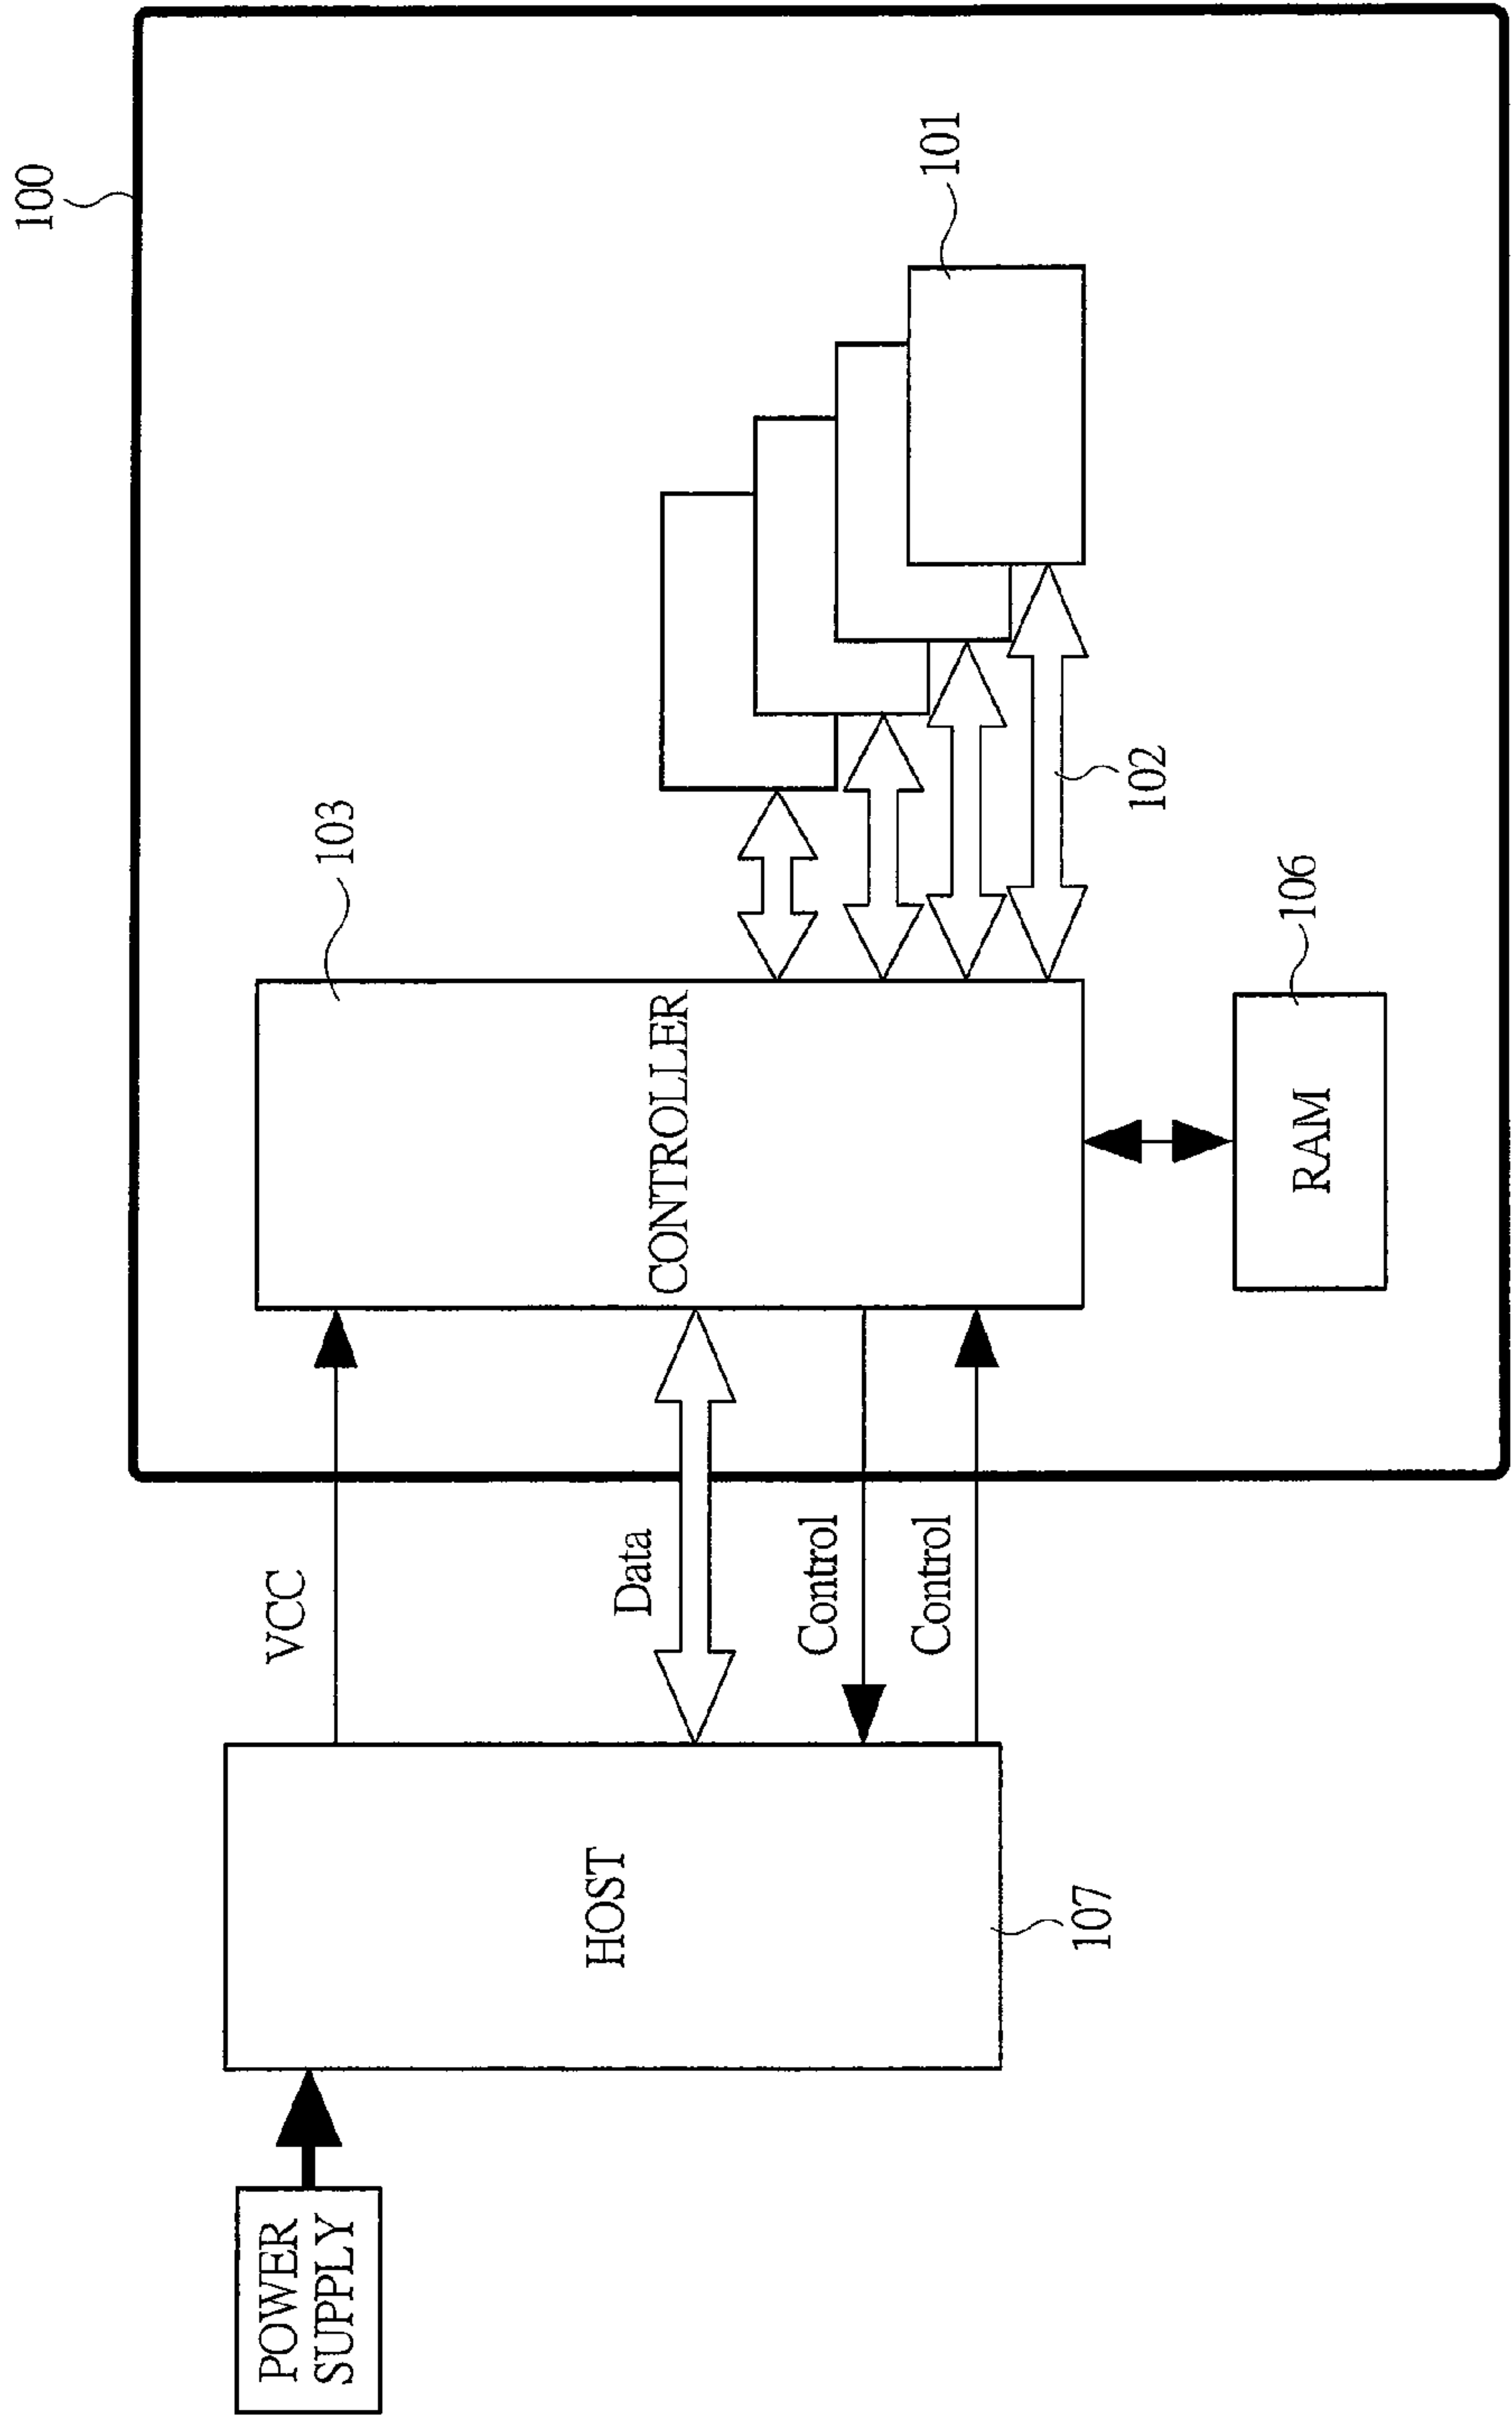 100
POWER
SUPPLY
HOST
107
VCC
Data
Control
Control
103
CONTROLLER
RAM
106
102
101